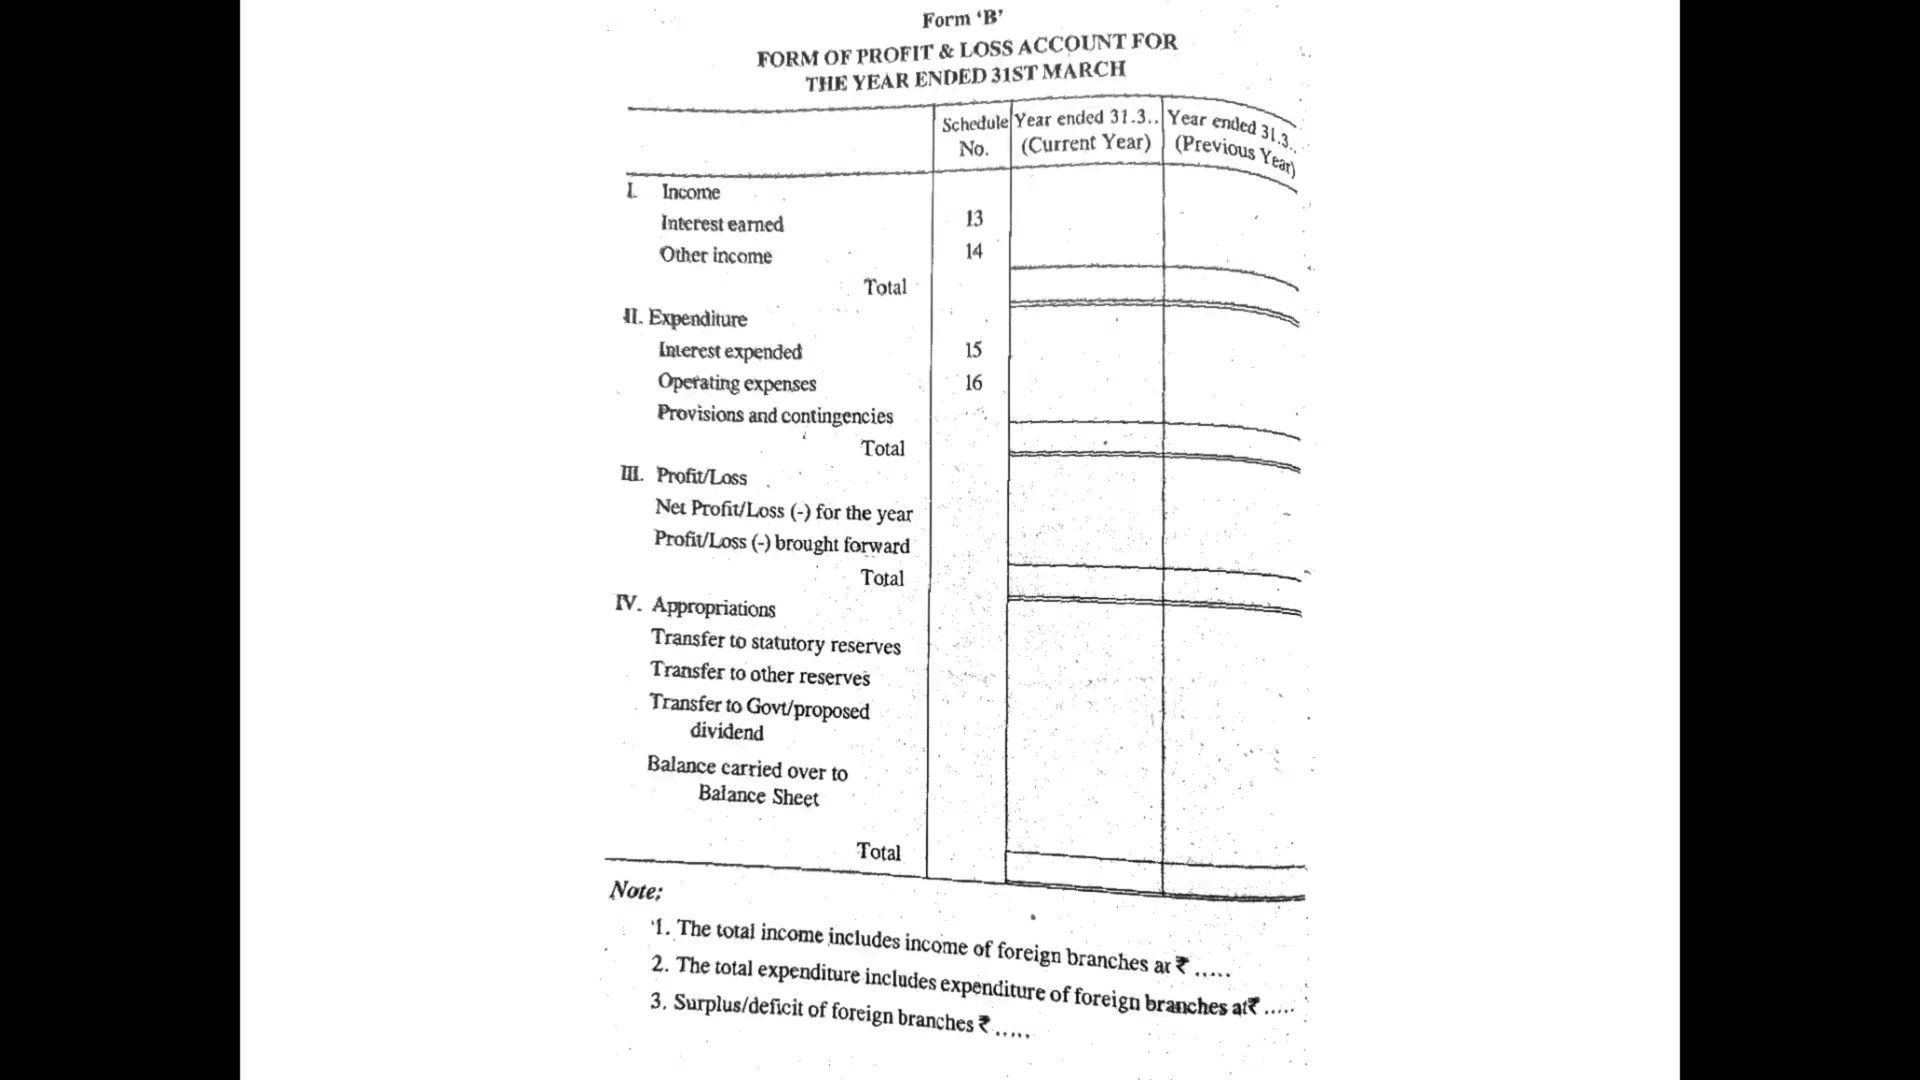 Form ‘B’
FORM OF PROFIT & LOSS ACCOUNT FOR
THE YEAR ENDED 31ST MARCH
Schedule No. Year ended 31.3.. (Current Year) Year ended 31.3.. (Previous Year)
I. Income
Interest earned 13
Other income 14
Total
II. Expenditure
Interest expended 15
Operating expenses 16
Provisions and contingencies
Total
III. Profit/Loss
Net Profit/Loss (-) for the year
Profit/Loss (-) brought forward
Total
IV. Appropriations
Transfer to statutory reserves
Transfer to other reserves
Transfer to Govt/proposed
dividend
Balance carried over to
Balance Sheet
Total
Note:
1. The total income includes income of foreign branches at ₹ .....
2. The total expenditure includes expenditure of foreign branches at ₹ .....
3. Surplus/deficit of foreign branches ₹ .....